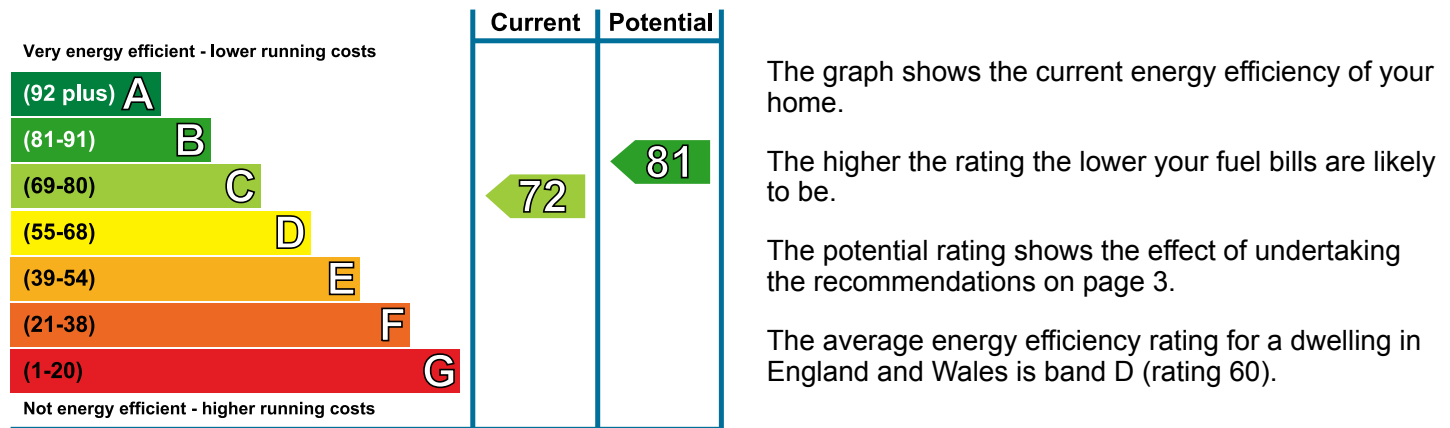 Current Potential
Very energy efficient - lower running costs
(92 plus) A
(81-91) B
(69-80) C
(55-68) D
(39-54) E
(21-38) F
(1-20) G
Not energy efficient - higher running costs
72
81
The graph shows the current energy efficiency of your
home.
The higher the rating the lower your fuel bills are likely
to be.
The potential rating shows the effect of undertaking
the recommendations on page 3.
The average energy efficiency rating for a dwelling in
England and Wales is band D (rating 60).